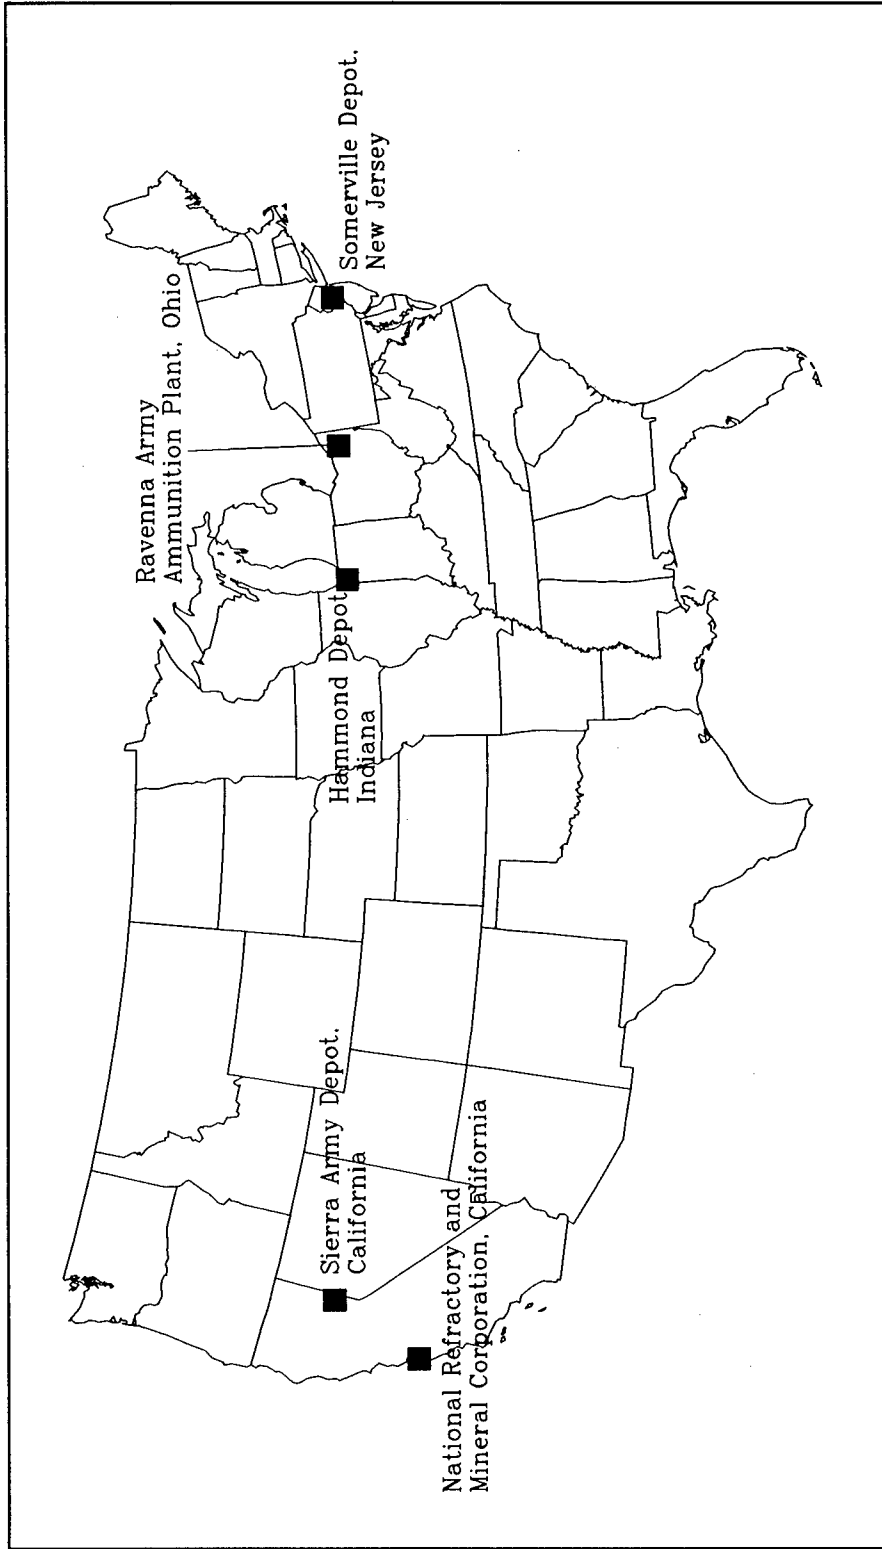 Ravenna Army
Ammunition Plant, Ohio
Somerville Depot,
New Jersey
Hammond Depot
Indiana
Sierra Army Depot,
California
National Refractory and
Mineral Corporation, California